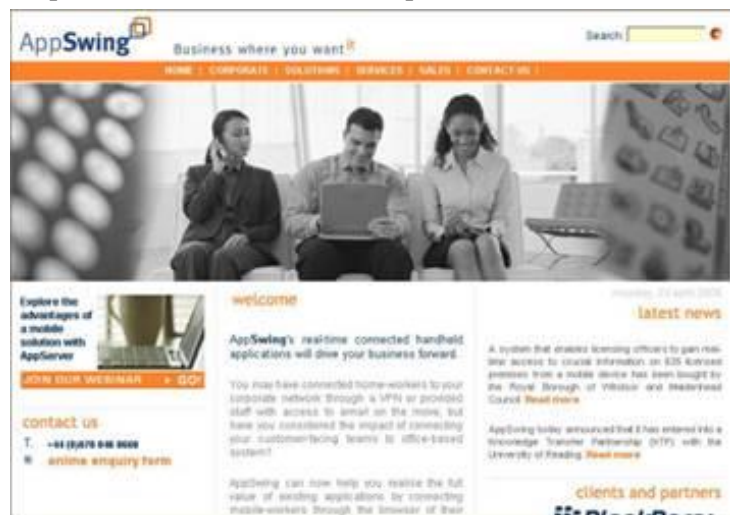 AppSwing
Business where you want it
Search
HOME | CORPORATE | SOLUTIONS | SERVICES | SALES | CONTACT US |
Explore the
advantages of
a mobile
solution with
AppServer
JOIN OUR WEBINAR > GO!
contact us
T.
online enquiry form
welcome
AppSwing's real-time connected handheld
applications will drive your business forward.
You may have connected home-workers to your
corporate network through a VPN or provided
staff with access to email on the move, but
have you considered the impact of connecting
your customer-facing teams to office-based
system?
AppSwing can now help you realise the full
value of existing applications by connecting
mobile-workers through the browser of their
latest news
A system that enables licensing officers to gain real-
time access to crucial information on 635 licensed
premises from a mobile device has been bought by
the Royal Borough of Windsor and Maidenhead
Council. Read more
AppSwing today announced that it has entered into a
Knowledge Transfer Partnership (KTP) with the
University of Reading. Read more
clients and partners
BlackBerry